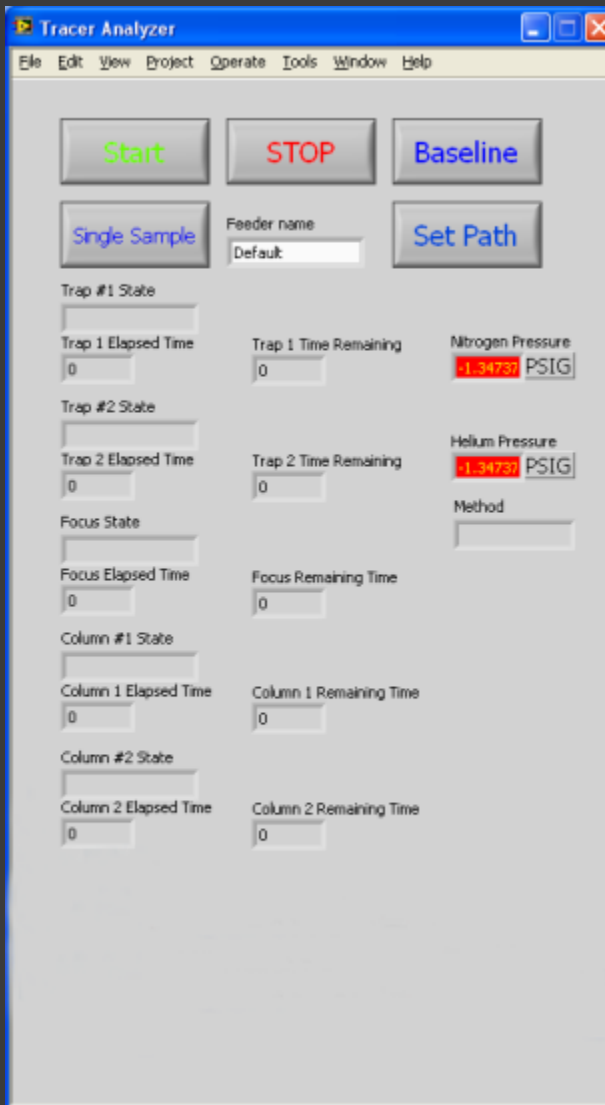 Tracer Analyzer
File Edit View Project Operate Tools Window Help
Start STOP Baseline
Single Sample Feeder name Set Path
Default
Trap #1 State
Trap 1 Elapsed Time Trap 1 Time Remaining Nitrogen Pressure
0 0 -1.34737 PSIG
Trap #2 State
Helium Pressure
Trap 2 Elapsed Time Trap 2 Time Remaining -1.34737 PSIG
0 0
Method
Focus State
Focus Elapsed Time Focus Remaining Time
0 0
Column #1 State
Column 1 Elapsed Time Column 1 Remaining Time
0 0
Column #2 State
Column 2 Elapsed Time Column 2 Remaining Time
0 0